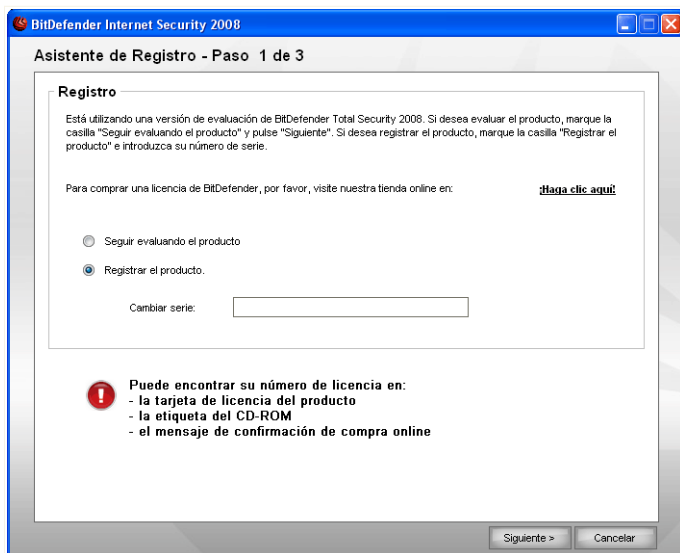 BitDefender Internet Security 2008
Asistente de Registro - Paso 1 de 3
Registro
Está utilizando una versión de evaluación de BitDefender Total Security 2008. Si desea evaluar el producto, marque la
casilla "Seguir evaluando el producto" y pulse "Siguiente". Si desea registrar el producto, marque la casilla "Registrar el
producto" e introduzca su número de serie.
Para comprar una licencia de BitDefender, por favor, visite nuestra tienda online en: ¡Haga clic aquí!
Seguir evaluando el producto
Registrar el producto.
Cambiar serie:
Puede encontrar su número de licencia en:
- la tarjeta de licencia del producto
- la etiqueta del CD-ROM
- el mensaje de confirmación de compra online
Siguiente > Cancelar